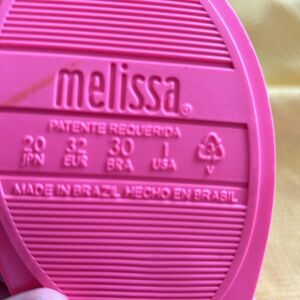 melissa®
PATENTE REQUERIDA
20 32 30 1
JPN EUR BRA USA V
MADE IN BRAZIL HECHO EN BRASIL